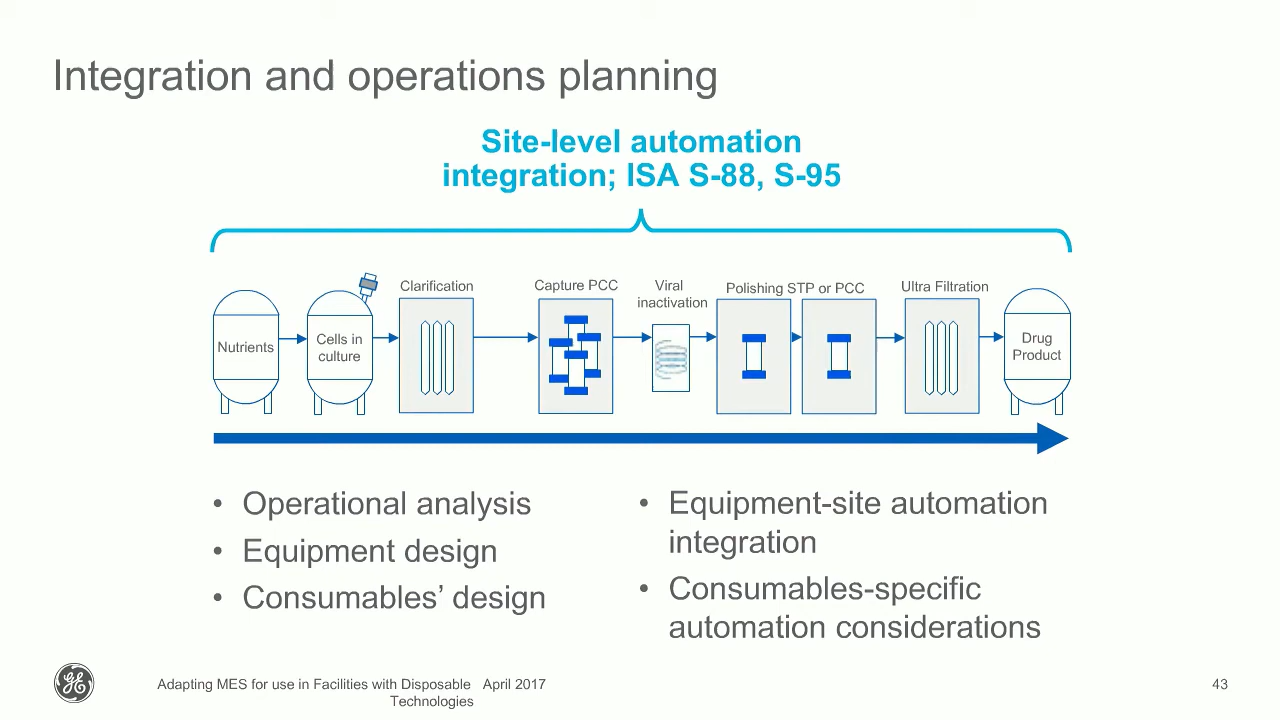 Integration and operations planning
Site-level automation
integration; ISA S-88, S-95
Clarification
Capture PCC
Viral
inactivation
Polishing STP or PCC
Ultra Filtration
Nutrients
Cells in
culture
Drug
Product
• Operational analysis
• Equipment design
• Consumables’ design
• Equipment-site automation
integration
• Consumables-specific
automation considerations
Adapting MES for use in Facilities with Disposable April 2017
Technologies
43